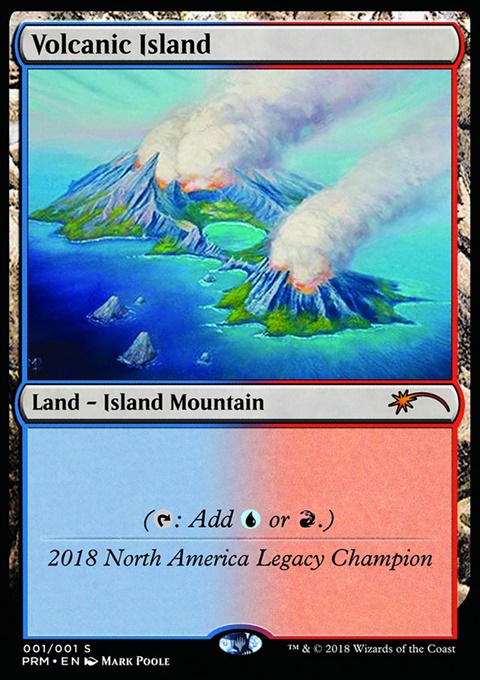 Volcanic Island
Land – Island Mountain
(: Add or .)
2018 North America Legacy Champion
001/001 S
PRM • EN Mark Poole
™ & © 2018 Wizards of the Coast